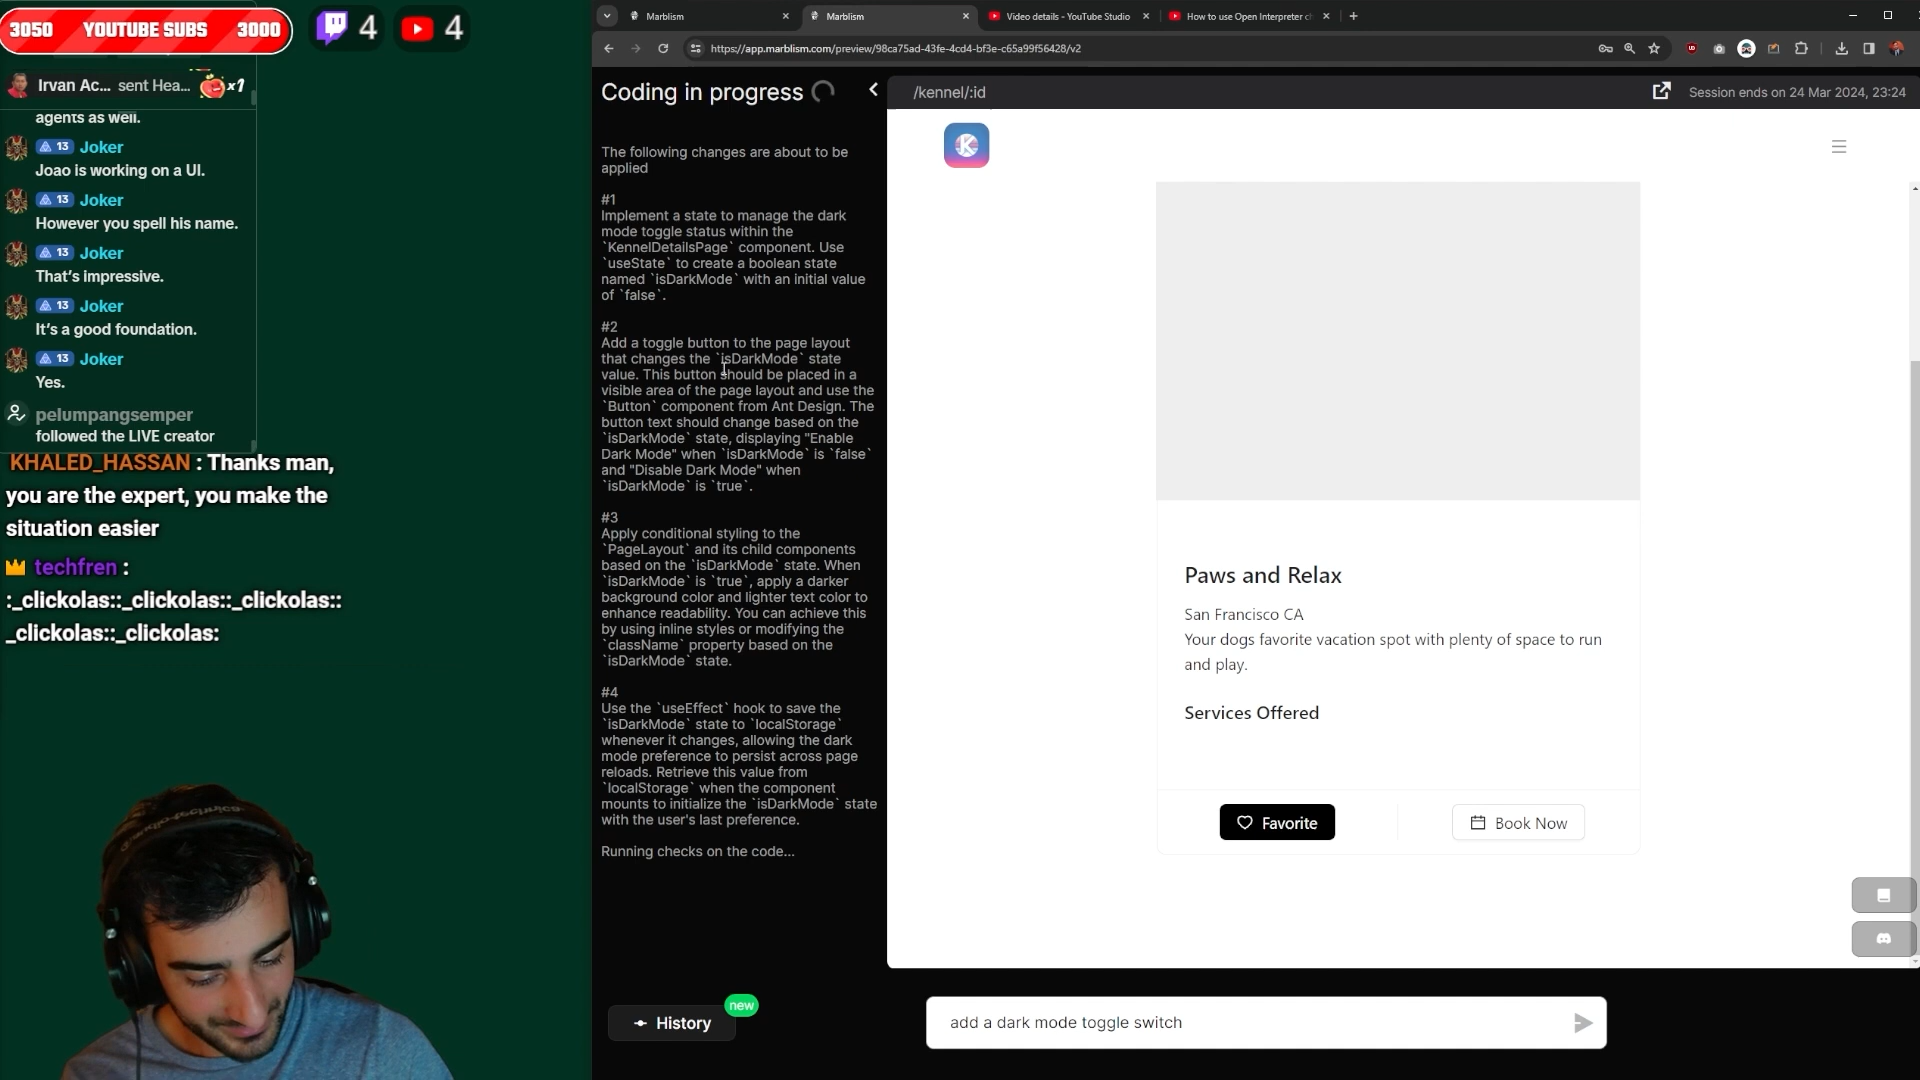 3050 YOUTUBE SUBS 3000
4
4
Irvan Ac... sent Hea... x1
agents as well.
13 Joker
Joao is working on a UI.
13 Joker
However you spell his name.
13 Joker
That's impressive.
13 Joker
It's a good foundation.
13 Joker
Yes.
pelumpangsemper
followed the LIVE creator
KHALED_HASSAN : Thanks man,
you are the expert, you make the
situation easier
techfren :
:_clickolas::_clickolas::_clickolas::
_clickolas::_clickolas:
Marblism
Marblism
Video details - YouTube Studio
How to use Open Interpreter ch
https://app.marblism.com/preview/98ca75ad-43fe-4cd4-bf3e-c65a99f56428/v2
Coding in progress
The following changes are about to be
applied
#1
Implement a state to manage the dark
mode toggle status within the
`KennelDetailsPage` component. Use
`useState` to create a boolean state
named `isDarkMode` with an initial value
of `false`.
#2
Add a toggle button to the page layout
that changes the `isDarkMode` state
value. This button should be placed in a
visible area of the page layout and use the
`Button` component from Ant Design. The
button text should change based on the
`isDarkMode` state, displaying "Enable
Dark Mode" when `isDarkMode` is `false`
and "Disable Dark Mode" when
`isDarkMode` is `true`.
#3
Apply conditional styling to the
`PageLayout` and its child components
based on the `isDarkMode` state. When
`isDarkMode` is `true`, apply a darker
background color and lighter text color to
enhance readability. You can achieve this
by using inline styles or modifying the
`className` property based on the
`isDarkMode` state.
#4
Use the `useEffect` hook to save the
`isDarkMode` state to `localStorage`
whenever it changes, allowing the dark
mode preference to persist across page
reloads. Retrieve this value from
`localStorage` when the component
mounts to initialize the `isDarkMode` state
with the user's last preference.
Running checks on the code...
History
new
/kennel/:id
Session ends on 24 Mar 2024, 23:24
K
Paws and Relax
San Francisco CA
Your dogs favorite vacation spot with plenty of space to run
and play.
Services Offered
Favorite
Book Now
add a dark mode toggle switch